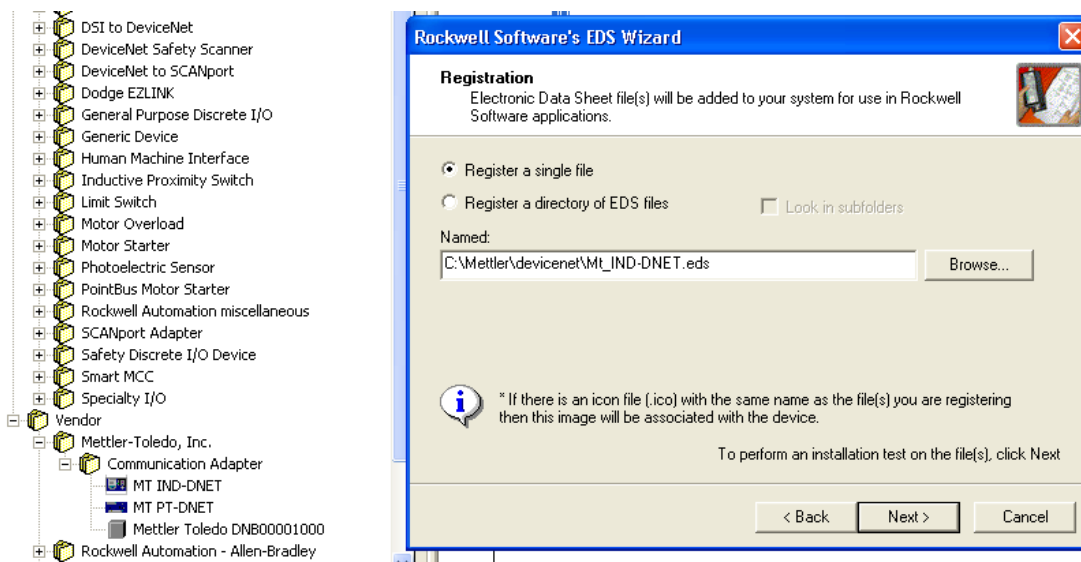 DSI to DeviceNet
DeviceNet Safety Scanner
DeviceNet to SCANport
Dodge EZLINK
General Purpose Discrete I/O
Generic Device
Human Machine Interface
Inductive Proximity Switch
Limit Switch
Motor Overload
Motor Starter
Photoelectric Sensor
PointBus Motor Starter
Rockwell Automation miscellaneous
SCANport Adapter
Safety Discrete I/O Device
Smart MCC
Specialty I/O
Vendor
Mettler-Toledo, Inc.
Communication Adapter
MT IND-DNET
MT PT-DNET
Mettler Toledo DNB00001000
Rockwell Automation - Allen-Bradley
Rockwell Software's EDS Wizard
Registration
Electronic Data Sheet file(s) will be added to your system for use in Rockwell
Software applications.
Register a single file
Register a directory of EDS files
Look in subfolders
Named:
C:\Mettler\devicenet\Mt_IND-DNET.eds
Browse...
* If there is an icon file (.ico) with the same name as the file(s) you are registering
then this image will be associated with the device.
To perform an installation test on the file(s), click Next
< Back
Next >
Cancel